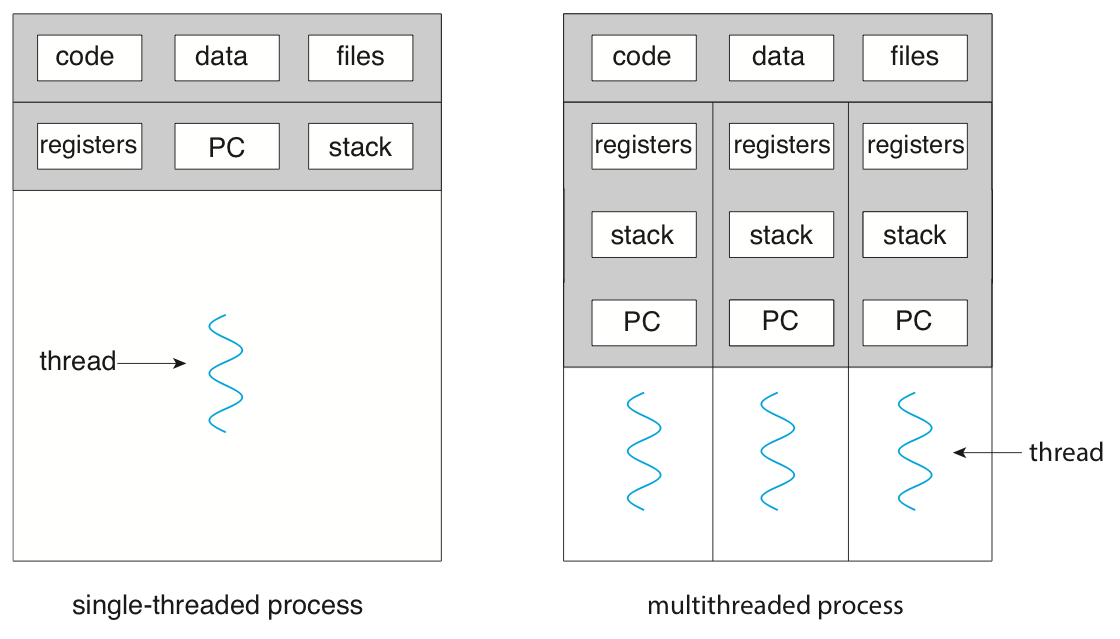 code data files
registers PC stack
thread
single-threaded process
code data files
registers registers registers
stack stack stack
PC PC PC
thread
multithreaded process